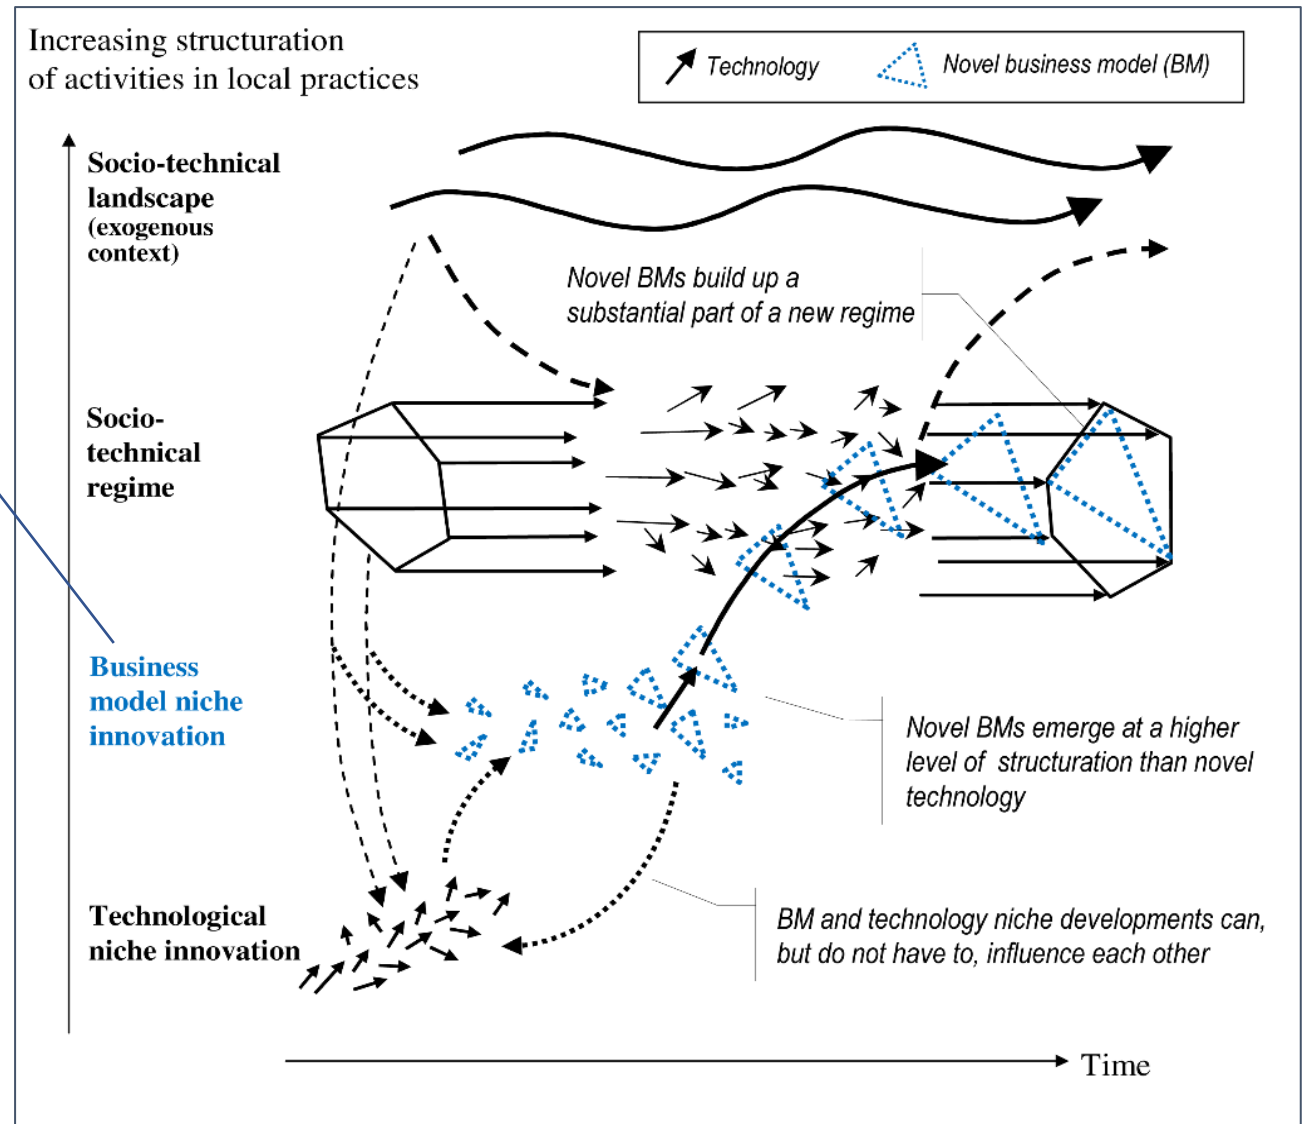 Increasing structuration
of activities in local practices
Technology
Novel business model (BM)
Socio-technical
landscape
(exogenous
context)
Novel BMs build up a
substantial part of a new regime
Socio-
technical
regime
Business
model niche
innovation
Novel BMs emerge at a higher
level of structuration than novel
technology
Technological
niche innovation
BM and technology niche developments can,
but do not have to, influence each other
Time